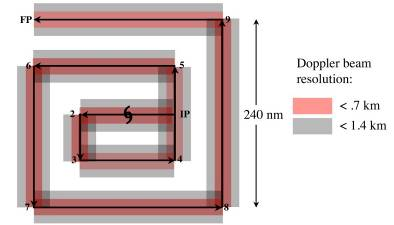 FP
9
6
5
Doppler beam
resolution:
2
IP
240 nm
< .7 km
< 1.4 km
3
4
7
8